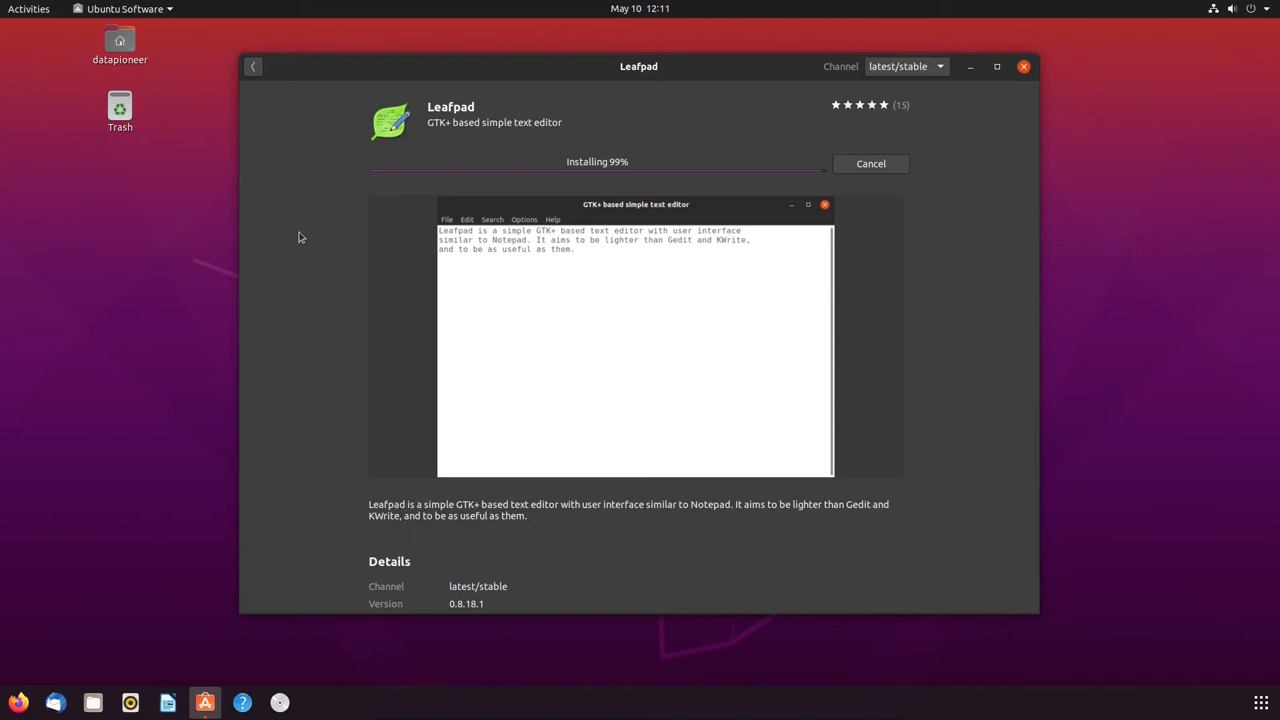 Activities
Ubuntu Software
May 10 12:11
datapioneer
Trash
Leafpad
Channel
latest/stable
Leafpad
GTK+ based simple text editor
(15)
Installing 99%
Cancel
GTK+ based simple text editor
File Edit Search Options Help
Leafpad is a simple GTK+ based text editor with user interface
similar to Notepad. It aims to be lighter than Gedit and KWrite,
and to be as useful as them.
Leafpad is a simple GTK+ based text editor with user interface similar to Notepad. It aims to be lighter than Gedit and
KWrite, and to be as useful as them.
Details
Channel latest/stable
Version 0.8.18.1